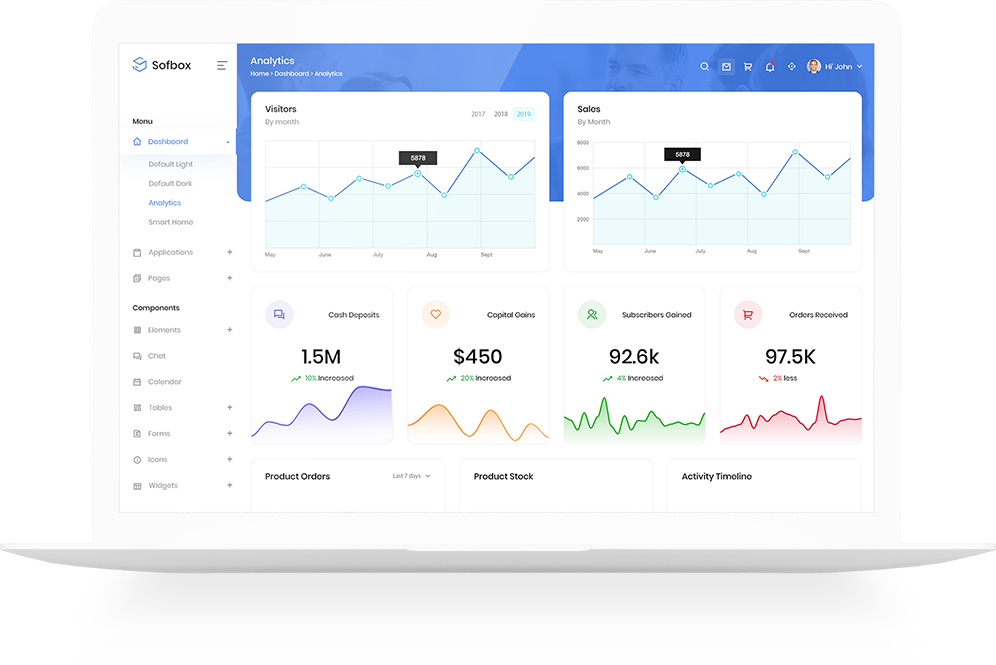 Sofbox
Analytics
Home > Dashboard > Analytics
Hi John
Menu
Dashboard
Default Light
Default Dark
Analytics
Smart Home
Applications +
Pages +
Components
Elements +
Chat
Calendar
Tables +
Forms +
Icons +
Widgets +
Visitors
By month
2017 2018 2019
5878
May June July Aug Sept
Sales
By Month
8000
6000
4000
2000
5878
May June July Aug Sept
Cash Deposits
1.5M
10% Increased
Capital Gains
$450
20% Increased
Subscribers Gained
92.6k
4% Increased
Orders Received
97.5K
2% less
Product Orders
Last 7 days
Product Stock
Activity Timeline